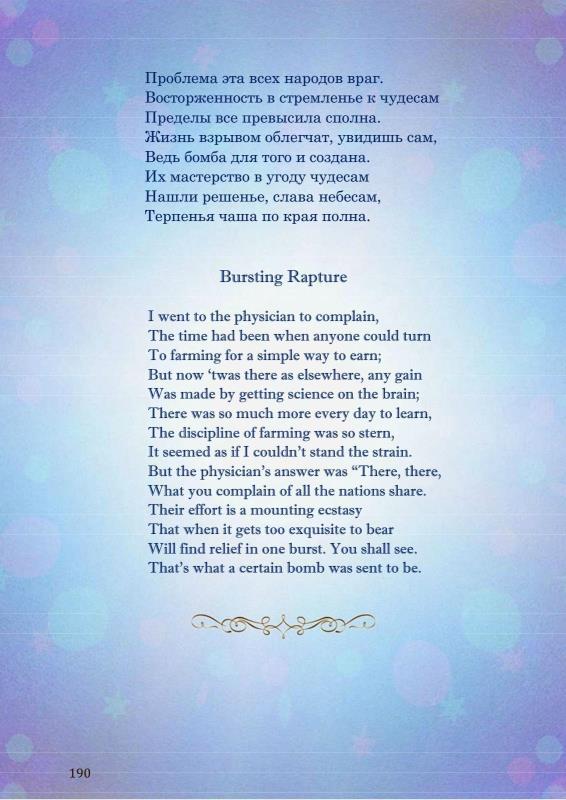 Проблема эта всех народов враг.
Восторженность в стремленье к чудесам
Пределы все превысила сполна.
Жизнь взрывом облегчат, увидишь сам,
Ведь бомба для того и создана.
Их мастерство в угоду чудесам
Нашли решенье, слава небесам,
Терпенья чаша по края полна.
Bursting Rapture
I went to the physician to complain,
The time had been when anyone could turn
To farming for a simple way to earn;
But now ‘twas there as elsewhere, any gain
Was made by getting science on the brain;
There was so much more every day to learn,
The discipline of farming was so stern,
It seemed as if I couldn’t stand the strain.
But the physician’s answer was “There, there,
What you complain of all the nations share.
Their effort is a mounting ecstasy
That when it gets too exquisite to bear
Will find relief in one burst. You shall see.
That’s what a certain bomb was sent to be.
190